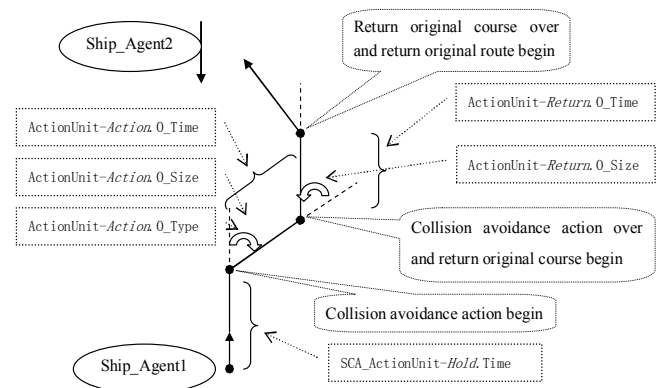 Ship_Agent2
Return original course over
and return original route begin
ActionUnit-Action.O_Time
ActionUnit-Return.O_Time
ActionUnit-Action.O_Size
ActionUnit-Return.O_Size
ActionUnit-Action.O_Type
Collision avoidance action over
and return original course begin
Collision avoidance action begin
Ship_Agent1
SCA_ActionUnit-Hold.Time